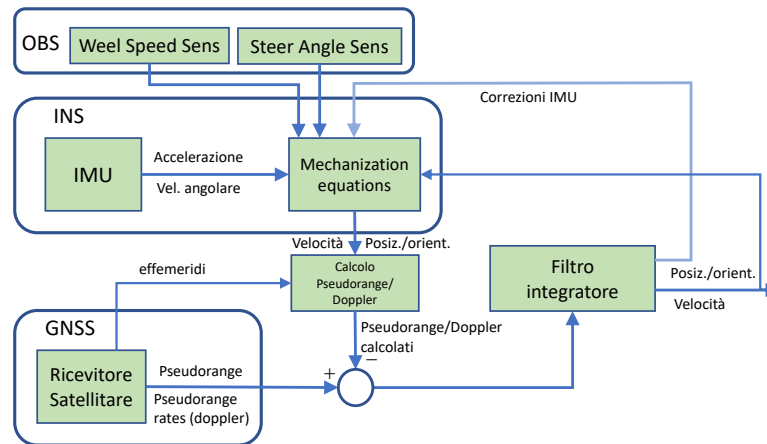 OBS
Weel Speed Sens
Steer Angle Sens
Correzioni IMU
INS
IMU
Accelerazione
Vel. angolare
Mechanization
equations
Velocità
Posiz./orient.
effemeridi
Calcolo
Pseudorange/
Doppler
Filtro
integratore
Posiz./orient.
Velocità
GNSS
Pseudorange/Doppler
calcolati
Ricevitore
Satellitare
Pseudorange
Pseudorange
rates (doppler)
+
−